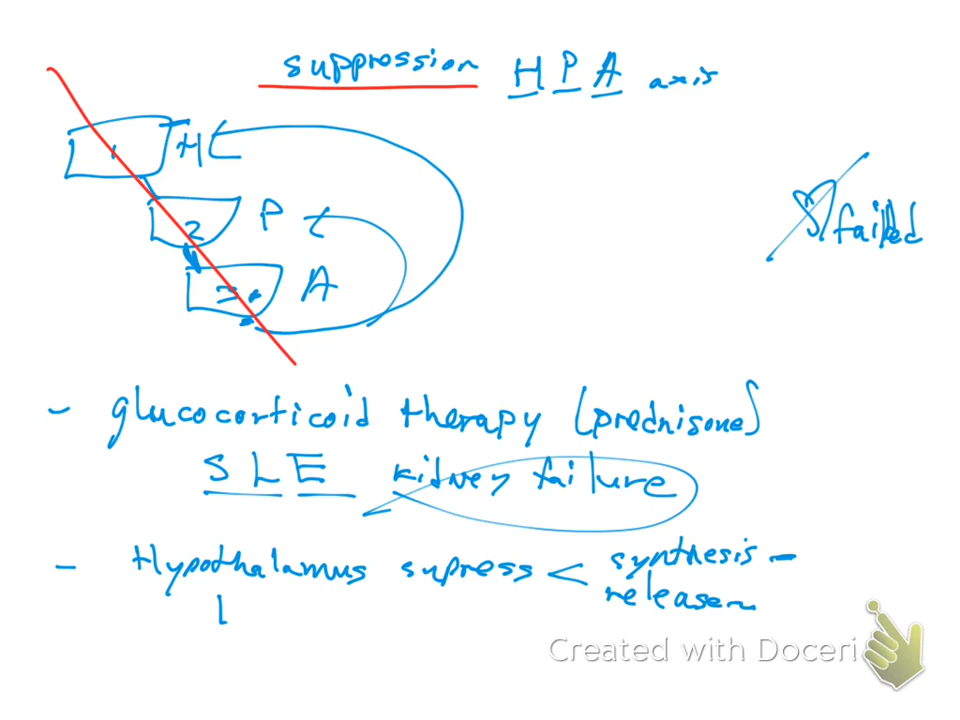 suppression H P A axis
1 H
2 P
3 A
failed
- glucocorticoid therapy (prednisone)
SLE kidney failure
- Hypothalamus supress < synthesis -
release
Created with Doceri